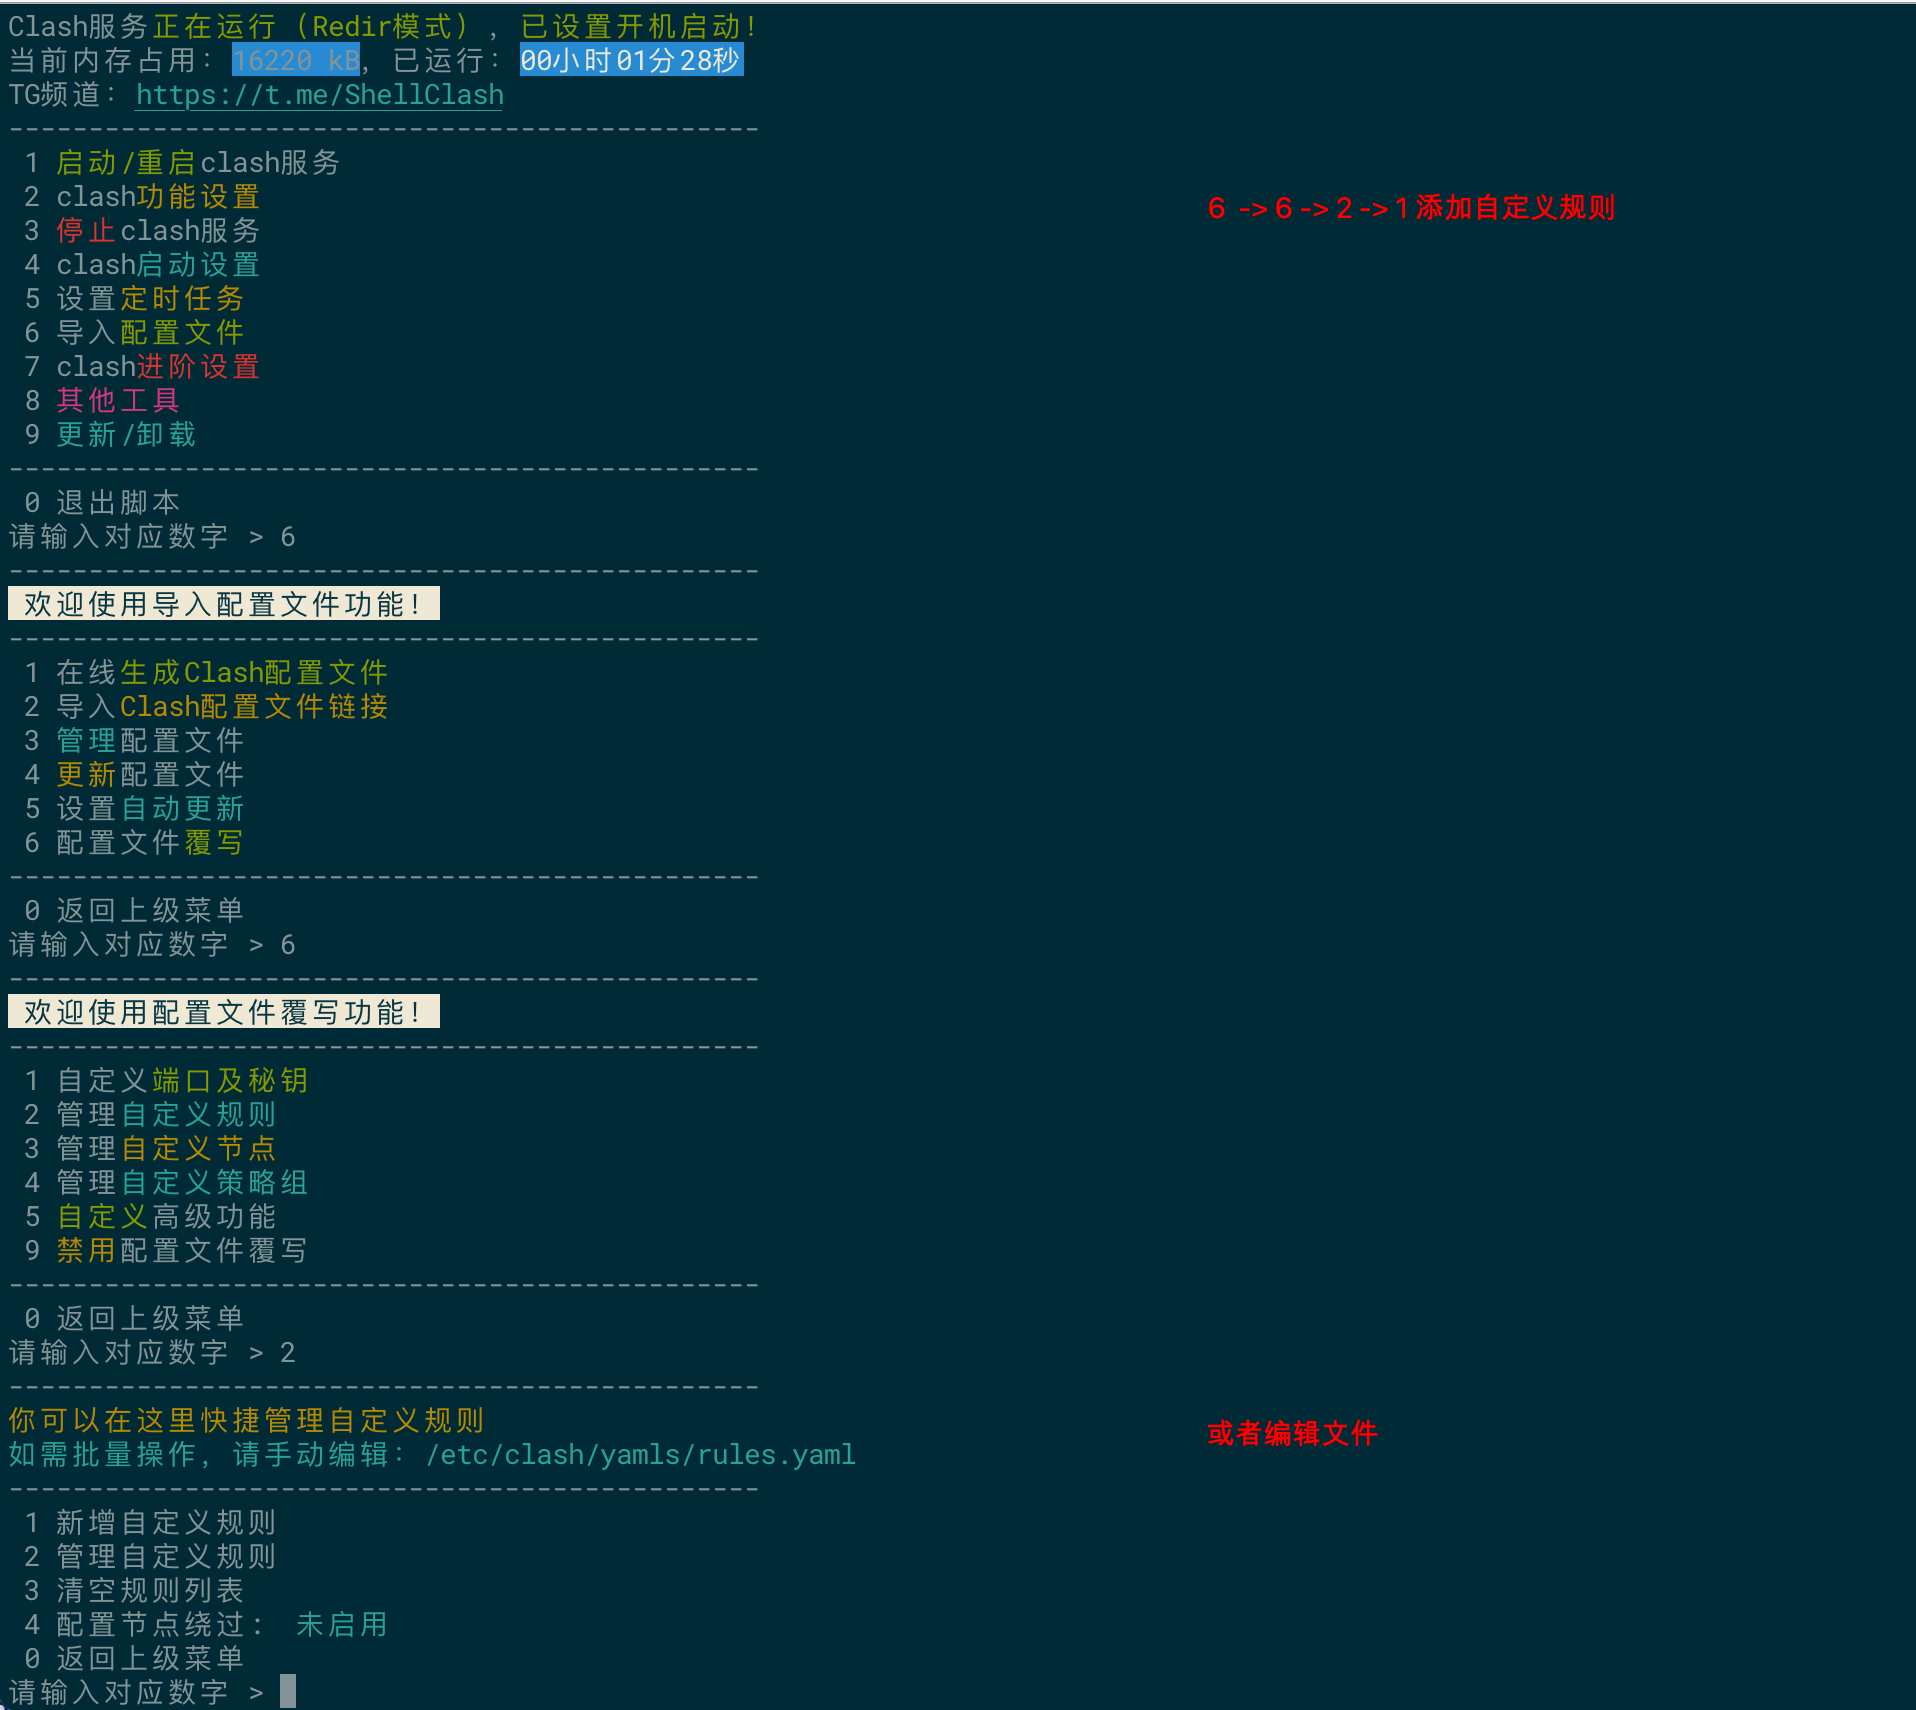 Clash服务正在运行（Redir模式），已设置开机启动！
当前内存占用：16220 kB，已运行：00小时01分28秒
TG频道：https://t.me/ShellClash
-----------------------------------------------
1 启动/重启clash服务
2 clash功能设置
6 ->6->2->1添加自定义规则
3 停止clash服务
4 clash启动设置
5 设置定时任务
6 导入配置文件
7 clash进阶设置
8 其他工具
9 更新/卸载
-----------------------------------------------
0 退出脚本
请输入对应数字 > 6
-----------------------------------------------
欢迎使用导入配置文件功能！
-----------------------------------------------
1 在线生成Clash配置文件
2 导入Clash配置文件链接
3 管理配置文件
4 更新配置文件
5 设置自动更新
6 配置文件覆写
-----------------------------------------------
0 返回上级菜单
请输入对应数字 > 6
-----------------------------------------------
欢迎使用配置文件覆写功能！
-----------------------------------------------
1 自定义端口及秘钥
2 管理自定义规则
3 管理自定义节点
4 管理自定义策略组
5 自定义高级功能
9 禁用配置文件覆写
-----------------------------------------------
0 返回上级菜单
请输入对应数字 > 2
-----------------------------------------------
你可以在这里快捷管理自定义规则
或者编辑文件
如需批量操作，请手动编辑：/etc/clash/yamls/rules.yaml
-----------------------------------------------
1 新增自定义规则
2 管理自定义规则
3 清空规则列表
4 配置节点绕过： 未启用
0 返回上级菜单
请输入对应数字 >